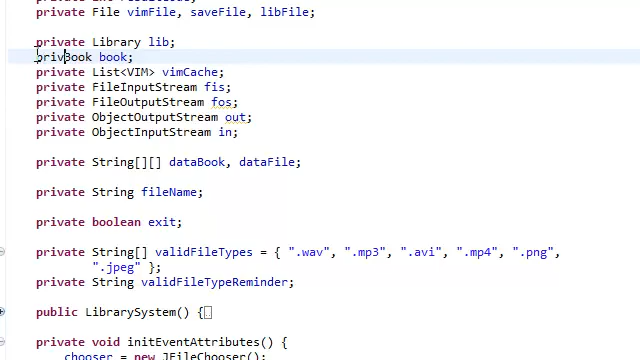 private File vimFile, saveFile, libFile;
private Library lib;
privBook book;
private List<VIM> vimCache;
private FileInputStream fis;
private FileOutputStream fos;
private ObjectOutputStream out;
private ObjectInputStream in;
private String[][] dataBook, dataFile;
private String fileName;
private boolean exit;
private String[] validFileTypes = { ".wav", ".mp3", ".avi", ".mp4", ".png",
".jpeg" };
private String validFileTypeReminder;
public LibrarySystem() {
private void initEventAttributes() {
chooser = new JFileChooser();